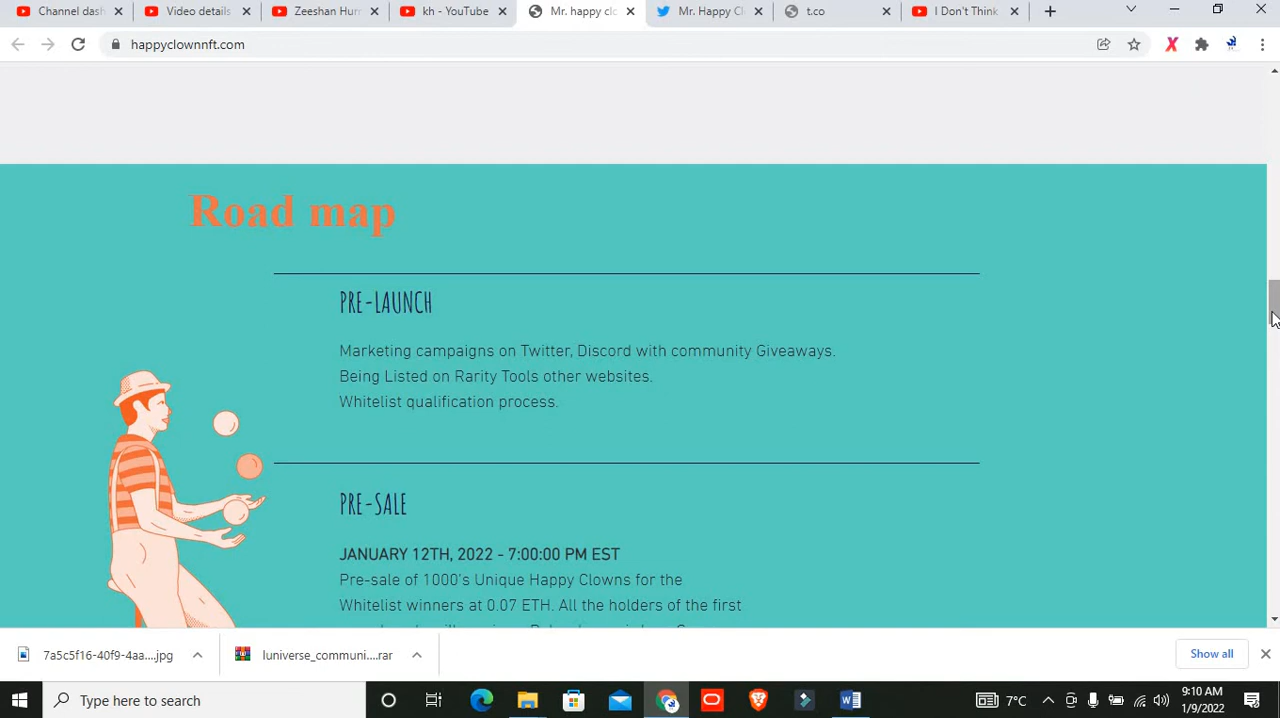 Channel dash
Video details
Zeeshan Hurr
kh - YouTube
Mr. happy clo
Mr. Happy Cl
t.co
I Don't Think
happyclownnft.com
Road map
PRE-LAUNCH
Marketing campaigns on Twitter, Discord with community Giveaways.
Being Listed on Rarity Tools other websites.
Whitelist qualification process.
PRE-SALE
JANUARY 12TH, 2022 - 7:00:00 PM EST
Pre-sale of 1000's Unique Happy Clowns for the
Whitelist winners at 0.07 ETH. All the holders of the first
7a5c5f16-40f9-4aa....jpg
luniverse_communi....rar
Show all
Type here to search
7°C
9:10 AM
1/9/2022